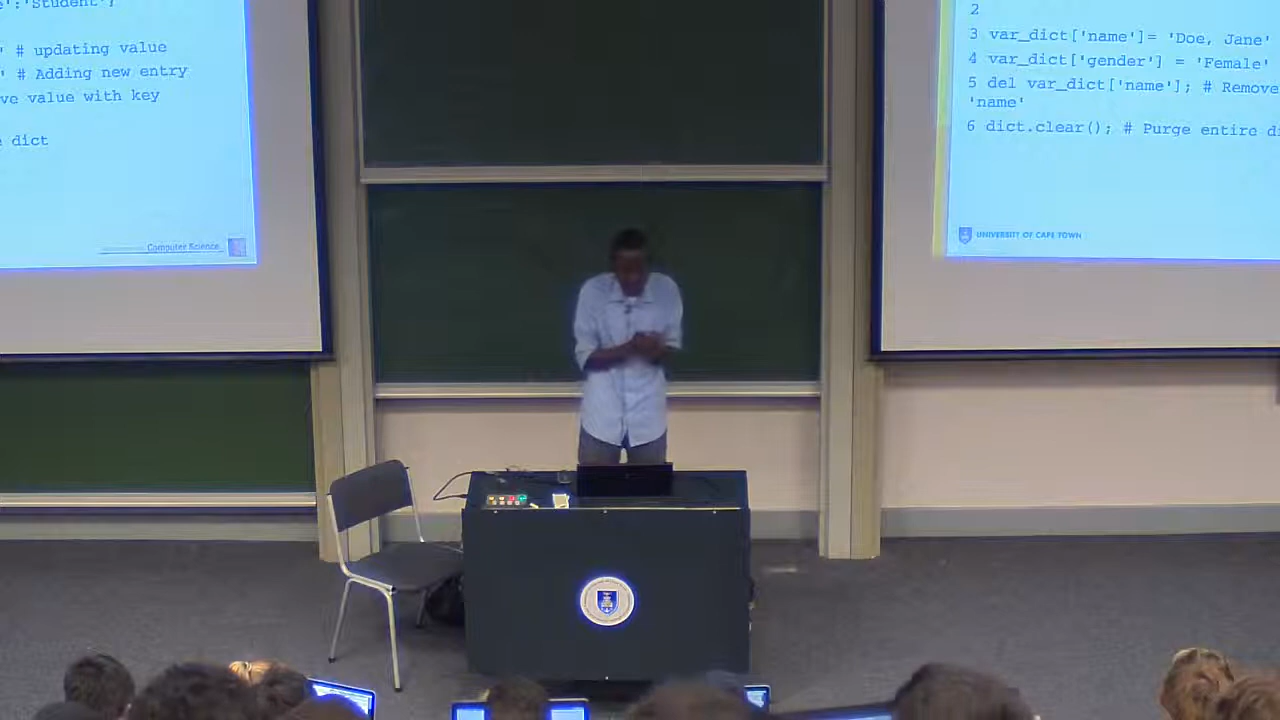 e':'Student'}
' # updating value
' # Adding new entry
ve value with key
e dict
Computer Science
2
3 var_dict['name']= 'Doe, Jane'
4 var_dict['gender'] = 'Female'
5 del var_dict['name']; # Remove
'name'
6 dict.clear(); # Purge entire di
UNIVERSITY OF CAPE TOWN